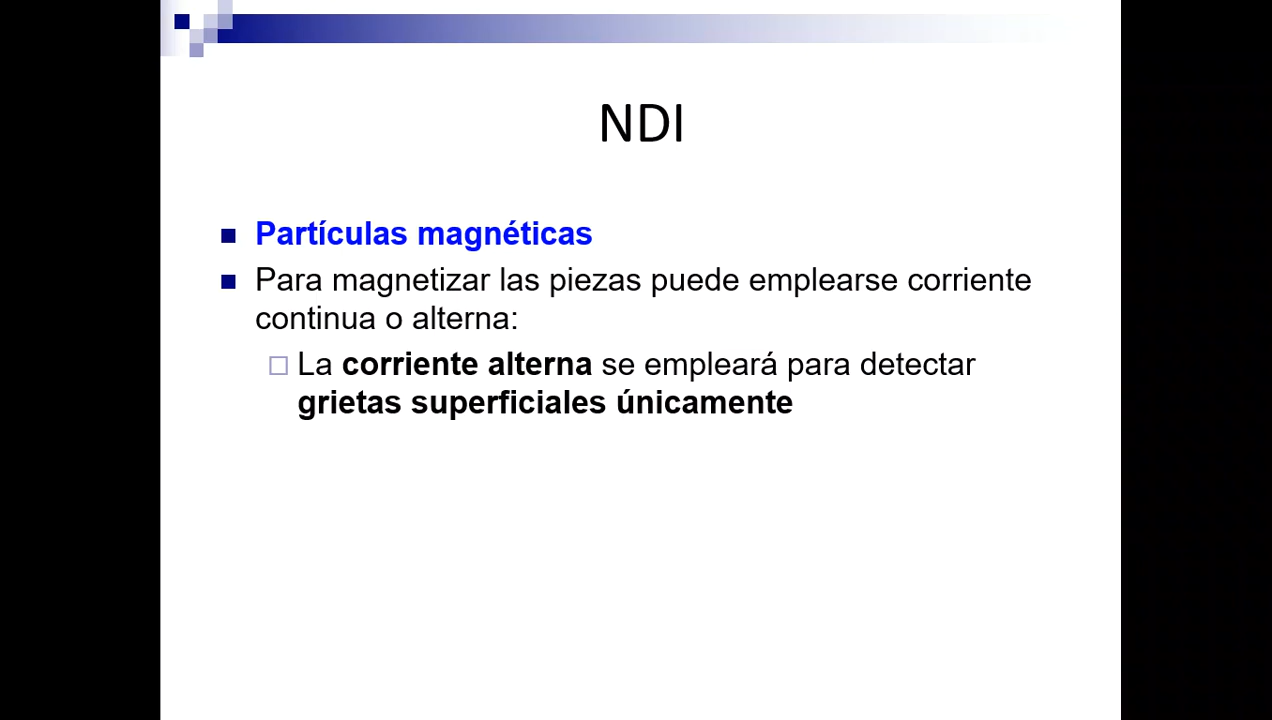 NDI
Partículas magnéticas
Para magnetizar las piezas puede emplearse corriente
continua o alterna:
La corriente alterna se empleará para detectar
grietas superficiales únicamente